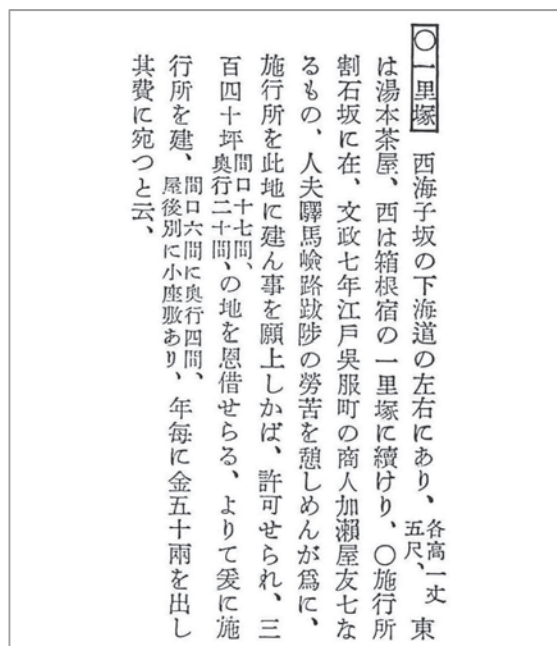 〇一里塚 西海子坂の下海道の左右にあり、各高一丈五尺、東
は湯本茶屋、西は箱根宿の一里塚に續けり、〇施行所
割石坂に在、文政七年江戸吳服町の商人加瀨屋友七な
るもの、人夫驛馬嶮路跋陟の勞苦を憩しめんが爲に、
施行所を此地に建ん事を願上しかば、許可せられ、三
百四十坪間口十七問、奥行二十問、の地を恩借せらる、よりて爰に施
行所を建、間口六間に奥行四間、屋後別に小座敷あり、年每に金五十兩を出し
其費に宛つと云、